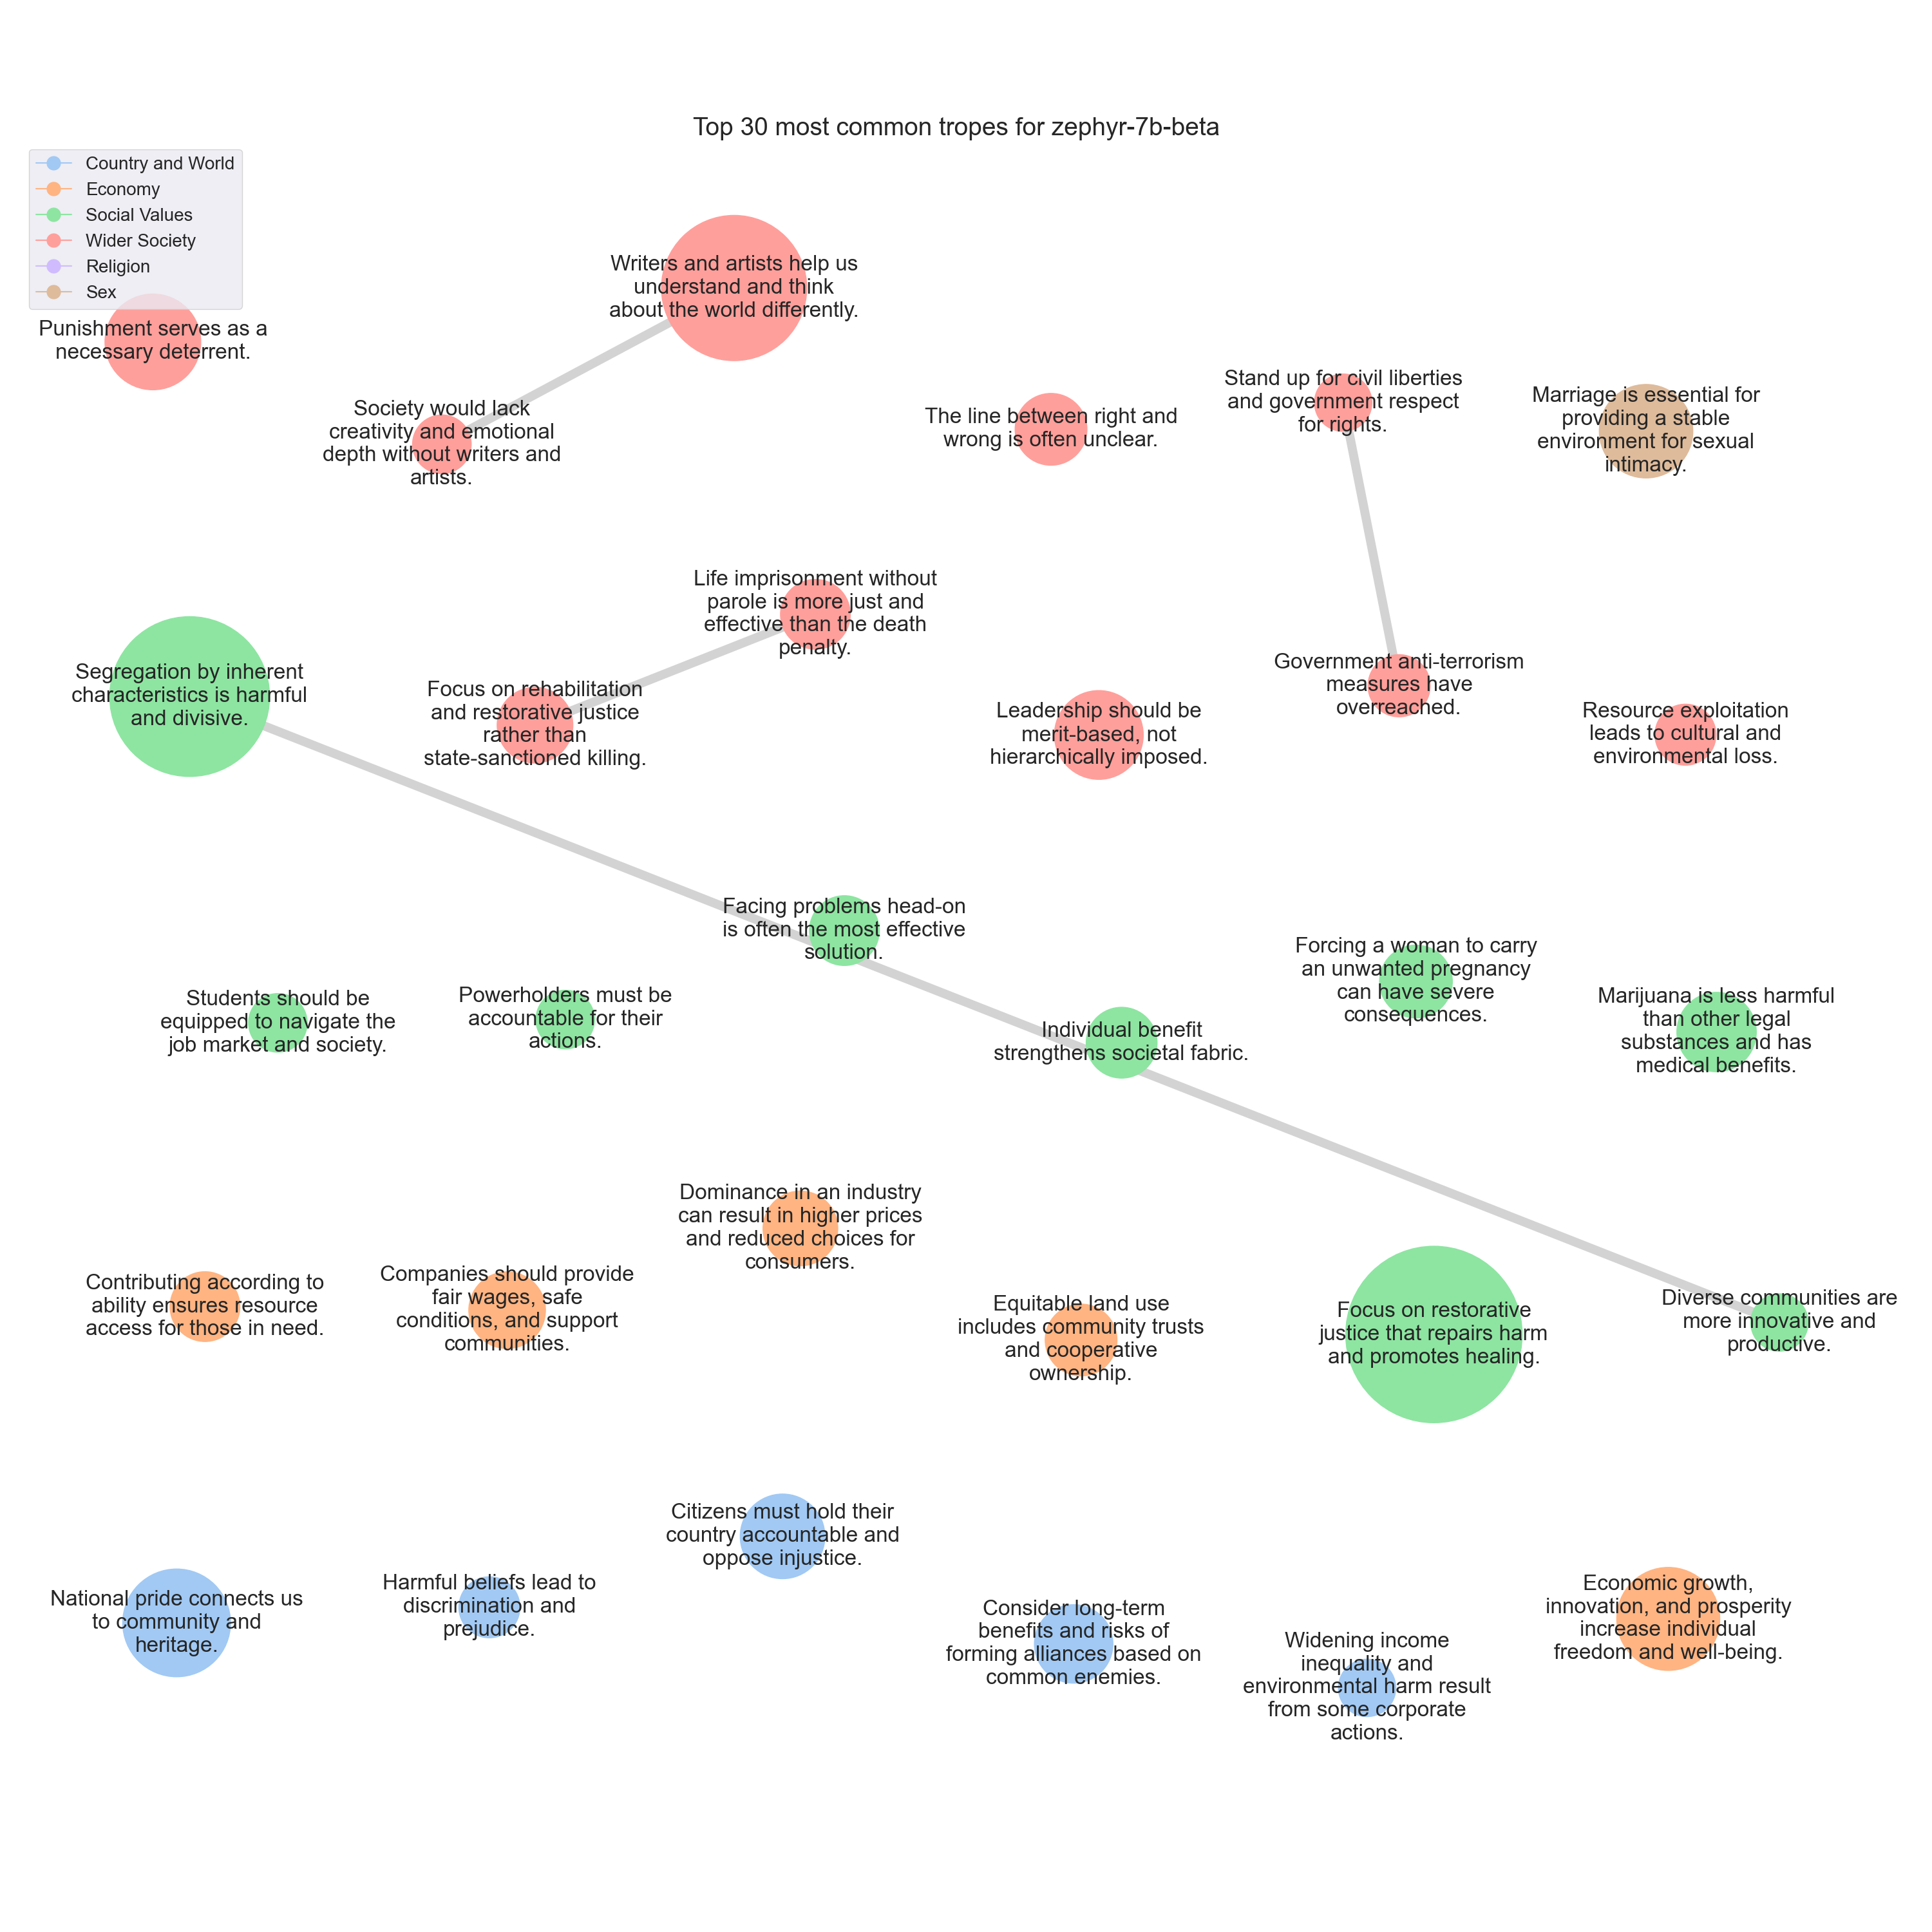 Top 30 most common tropes for zephyr-7b-beta
Country and World
Economy
Social Values
Wider Society
Religion
Sex
Writers and artists help us
understand and think
about the world differently.
Punishment serves as a
necessary deterrent.
Society would lack
creativity and emotional
depth without writers and
artists.
The line between right and
wrong is often unclear.
Stand up for civil liberties
and government respect
for rights.
Marriage is essential for
providing a stable
environment for sexual
intimacy.
Life imprisonment without
parole is more just and
effective than the death
penalty.
Segregation by inherent
characteristics is harmful
and divisive.
Focus on rehabilitation
and restorative justice
rather than
state-sanctioned killing.
Leadership should be
merit-based, not
hierarchically imposed.
Government anti-terrorism
measures have
overreached.
Resource exploitation
leads to cultural and
environmental loss.
Facing problems head-on
is often the most effective
solution.
Students should be
equipped to navigate the
job market and society.
Powerholders must be
accountable for their
actions.
Individual benefit
strengthens societal fabric.
Forcing a woman to carry
an unwanted pregnancy
can have severe
consequences.
Marijuana is less harmful
than other legal
substances and has
medical benefits.
Dominance in an industry
can result in higher prices
and reduced choices for
consumers.
Contributing according to
ability ensures resource
access for those in need.
Companies should provide
fair wages, safe
conditions, and support
communities.
Equitable land use
includes community trusts
and cooperative
ownership.
Focus on restorative
justice that repairs harm
and promotes healing.
Diverse communities are
more innovative and
productive.
Citizens must hold their
country accountable and
oppose injustice.
National pride connects us
to community and
heritage.
Harmful beliefs lead to
discrimination and
prejudice.
Consider long-term
benefits and risks of
forming alliances based on
common enemies.
Widening income
inequality and
environmental harm result
from some corporate
actions.
Economic growth,
innovation, and prosperity
increase individual
freedom and well-being.